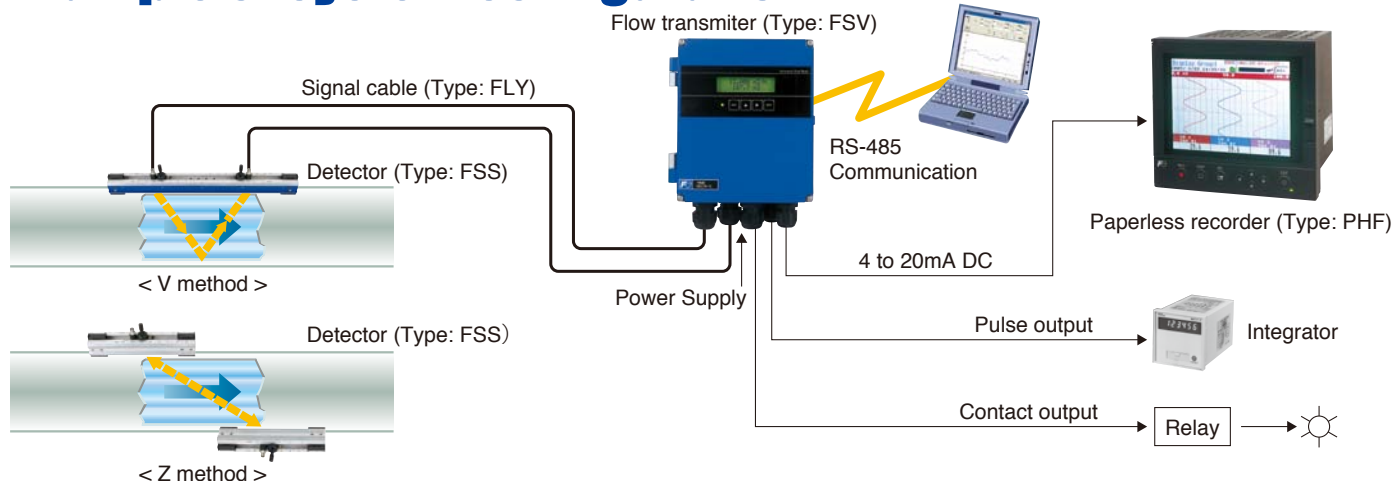 Flow transmiter (Type: FSV)
Signal cable (Type: FLY)
Detector (Type: FSS)
RS-485
Communication
Paperless recorder (Type: PHF)
< V method >
4 to 20mA DC
Power Supply
Detector (Type: FSS)
Pulse output
Integrator
123456
Contact output
Relay
< Z method >